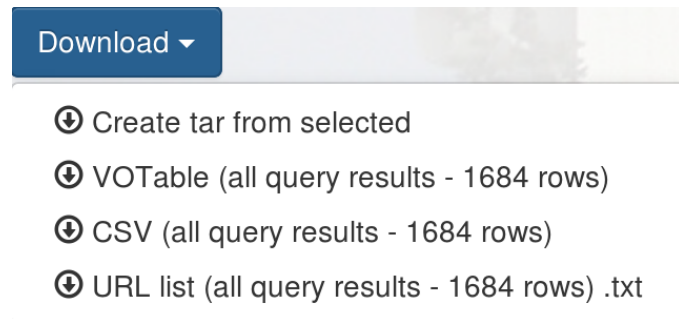 Download
Create tar from selected
VOTable (all query results - 1684 rows)
CSV (all query results - 1684 rows)
URL list (all query results - 1684 rows) .txt